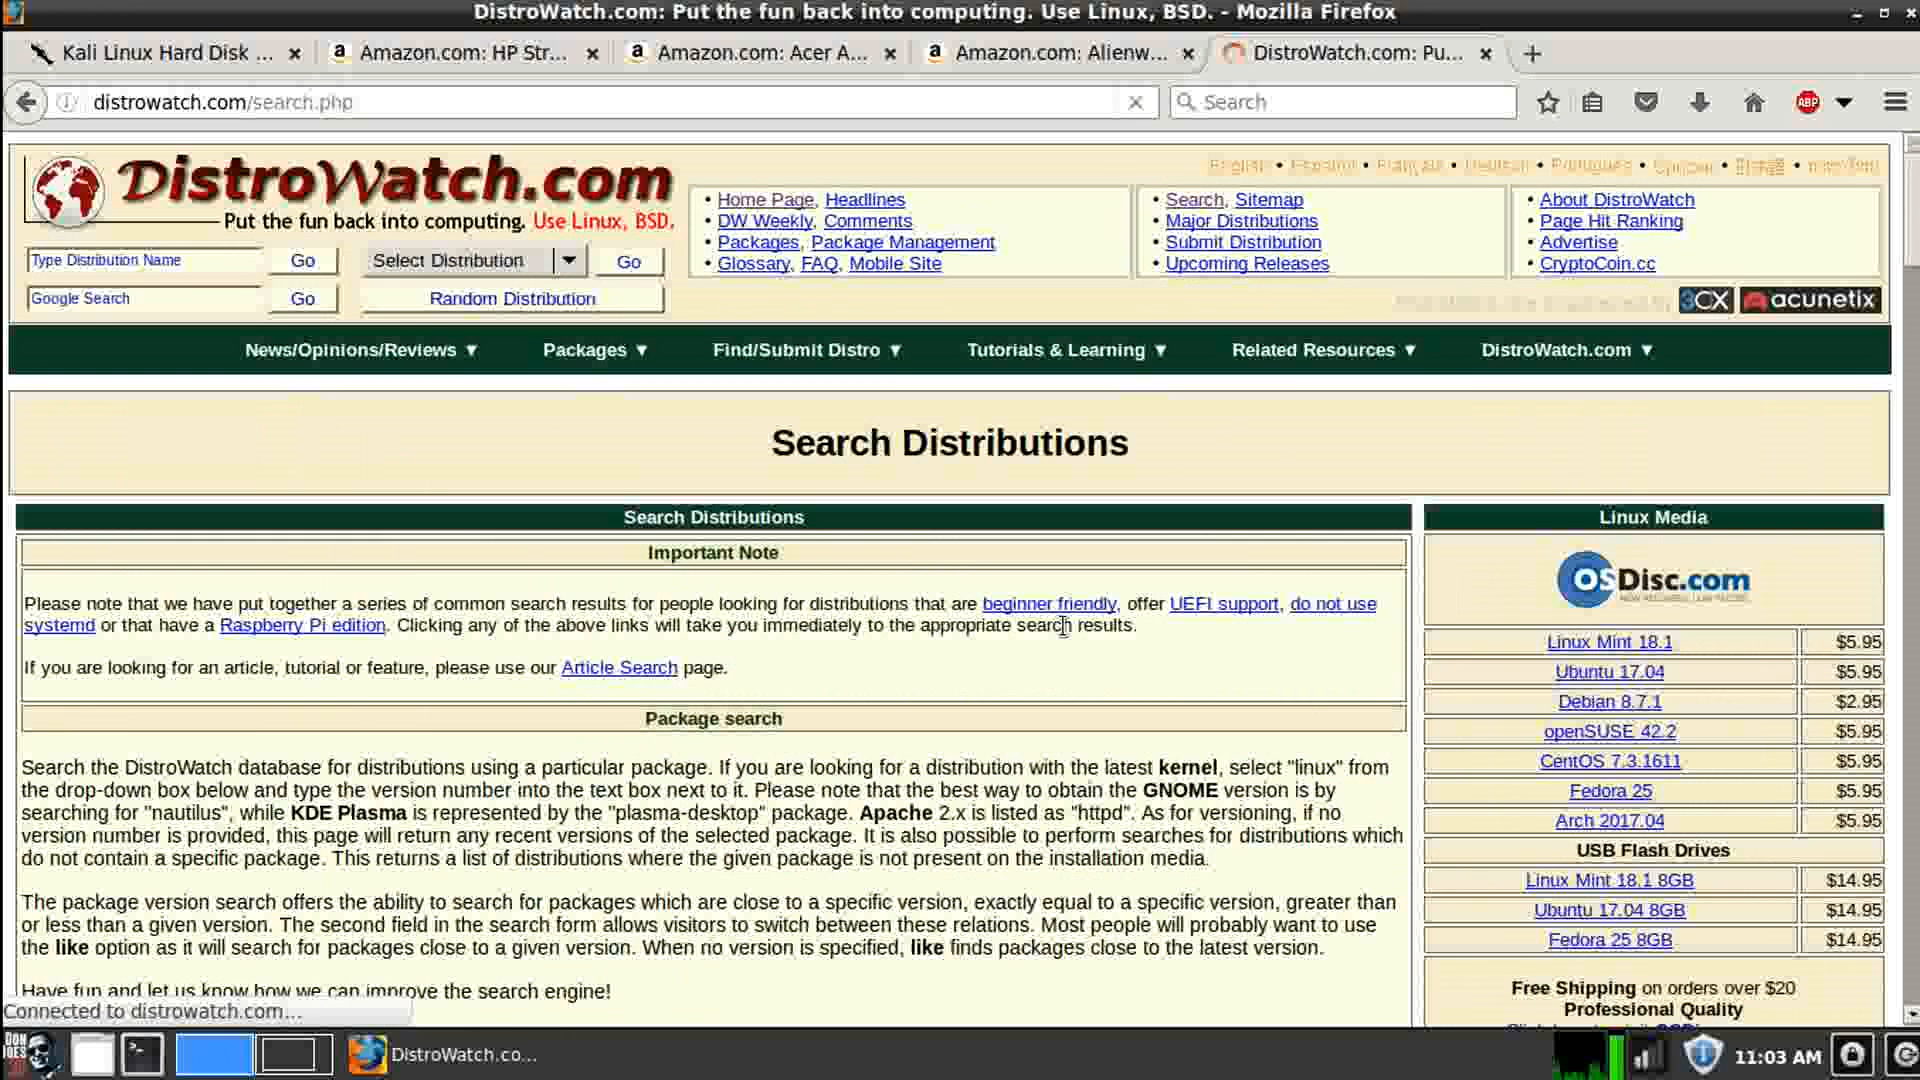 DistroWatch.com: Put the fun back into computing. Use Linux, BSD. - Mozilla Firefox
Kali Linux Hard Disk ...
Amazon.com: HP Str...
Amazon.com: Acer A...
Amazon.com: Alienw...
DistroWatch.com: Pu...
distrowatch.com/search.php
Search
ABP
DistroWatch.com
Put the fun back into computing. Use Linux, BSD.
English • Español • Français • Deutsch • Português •
Type Distribution Name
Go
Select Distribution
Go
Google Search
Go
Random Distribution
• Home Page, Headlines
• DW Weekly, Comments
• Packages, Package Management
• Glossary, FAQ, Mobile Site
• Search, Sitemap
• Major Distributions
• Submit Distribution
• Upcoming Releases
• About DistroWatch
• Page Hit Ranking
• Advertise
• CryptoCoin.cc
3CX
acunetix
News/Opinions/Reviews ▼
Packages ▼
Find/Submit Distro ▼
Tutorials & Learning ▼
Related Resources ▼
DistroWatch.com ▼
Search Distributions
Search Distributions
Important Note
Please note that we have put together a series of common search results for people looking for distributions that are beginner friendly, offer UEFI support, do not use
systemd or that have a Raspberry Pi edition. Clicking any of the above links will take you immediately to the appropriate search results.
If you are looking for an article, tutorial or feature, please use our Article Search page.
Package search
Search the DistroWatch database for distributions using a particular package. If you are looking for a distribution with the latest kernel, select "linux" from
the drop-down box below and type the version number into the text box next to it. Please note that the best way to obtain the GNOME version is by
searching for "nautilus", while KDE Plasma is represented by the "plasma-desktop" package. Apache 2.x is listed as "httpd". As for versioning, if no
version number is provided, this page will return any recent versions of the selected package. It is also possible to perform searches for distributions which
do not contain a specific package. This returns a list of distributions where the given package is not present on the installation media.
The package version search offers the ability to search for packages which are close to a specific version, exactly equal to a specific version, greater than
or less than a given version. The second field in the search form allows visitors to switch between these relations. Most people will probably want to use
the like option as it will search for packages close to a given version. When no version is specified, like finds packages close to the latest version.
Have fun and let us know how we can improve the search engine!
Linux Media
OSDisc.com
Linux Mint 18.1 $5.95
Ubuntu 17.04 $5.95
Debian 8.7.1 $2.95
openSUSE 42.2 $5.95
CentOS 7.3.1611 $5.95
Fedora 25 $5.95
Arch 2017.04 $5.95
USB Flash Drives
Linux Mint 18.1 8GB $14.95
Ubuntu 17.04 8GB $14.95
Fedora 25 8GB $14.95
Free Shipping on orders over $20
Professional Quality
Connected to distrowatch.com...
DistroWatch.co...
11:03 AM